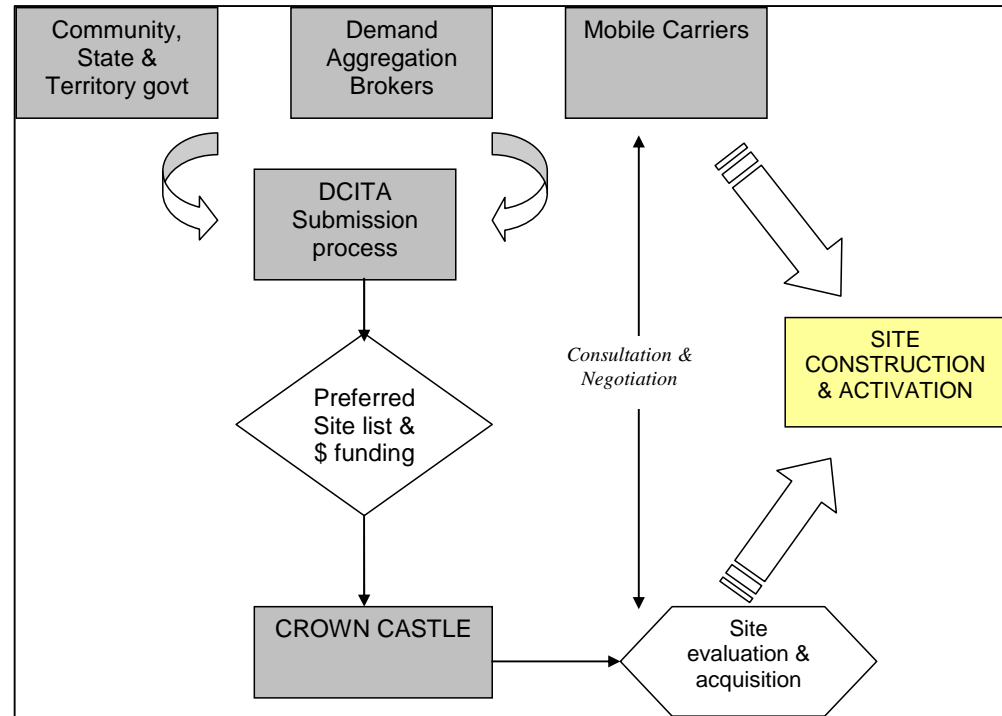 Community,
State &
Territory govt
Demand
Aggregation
Brokers
Mobile Carriers
DCITA
Submission
process
Consultation &
Negotiation
SITE
CONSTRUCTION
& ACTIVATION
Preferred
Site list &
$ funding
CROWN CASTLE
Site
evaluation &
acquisition